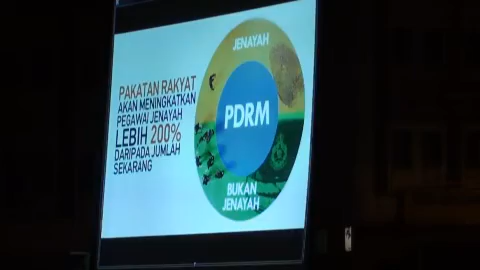 PAKATAN RAKYAT
AKAN MENINGKATKAN
PEGAWAI JENAYAH
LEBIH 200%
DARIPADA JUMLAH
SEKARANG
JENAYAH
PDRM
BUKAN
JENAYAH